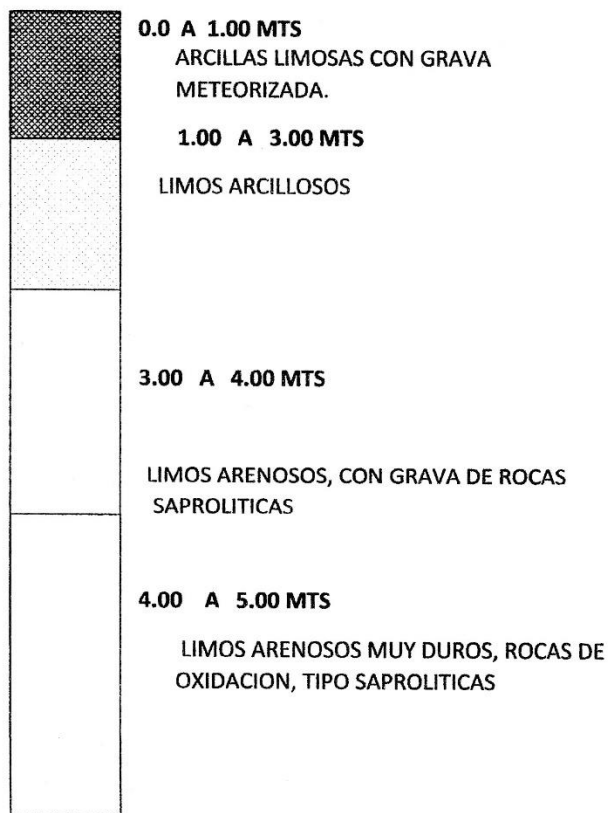 0.0 A 1.00 MTS
ARCILLAS LIMOSAS CON GRAVA
METEORIZADA.
1.00 A 3.00 MTS
LIMOS ARCILLOSOS
3.00 A 4.00 MTS
LIMOS ARENOSOS, CON GRAVA DE ROCAS
SAPROLITICAS
4.00 A 5.00 MTS
LIMOS ARENOSOS MUY DUROS, ROCAS DE
OXIDACION, TIPO SAPROLITICAS